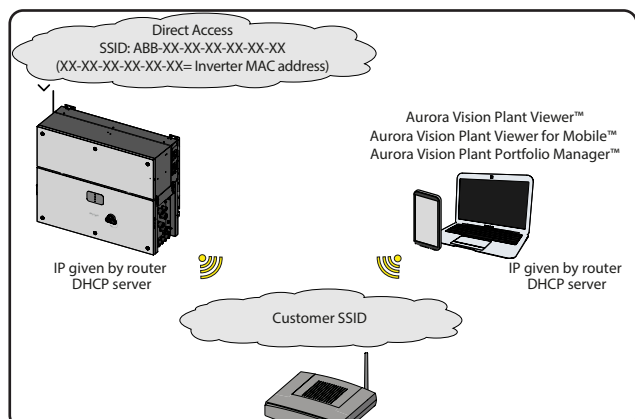 Direct Access
SSID: ABB-XX-XX-XX-XX-XX-XX
(XX-XX-XX-XX-XX-XX= Inverter MAC address)
Aurora Vision Plant Viewer™
Aurora Vision Plant Viewer for Mobile™
Aurora Vision Plant Portfolio Manager™
IP given by router
DHCP server
IP given by router
DHCP server
Customer SSID